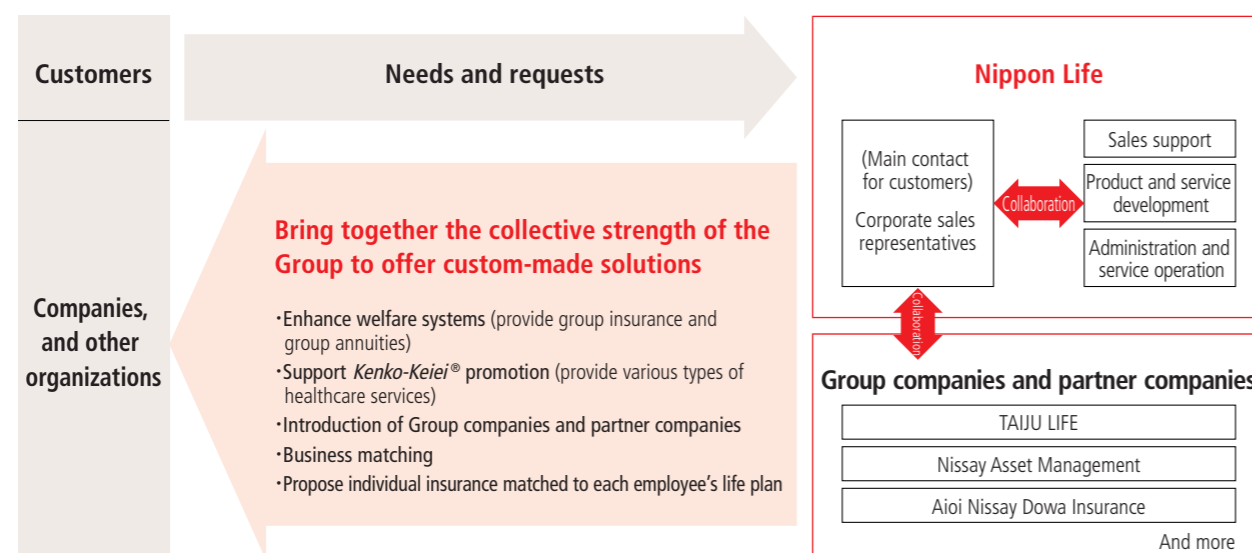 Customers
Needs and requests
Companies,
and other
organizations
Bring together the collective strength of the
Group to offer custom-made solutions
・Enhance welfare systems (provide group insurance and
group annuities)
・Support Kenko-Keiei® promotion (provide various types of
healthcare services)
・Introduction of Group companies and partner companies
・Business matching
・Propose individual insurance matched to each employee’s life plan
Nippon Life
(Main contact
for customers)
Corporate sales
representatives
Collaboration
Sales support
Product and service
development
Administration and
service operation
Collaboration
Group companies and partner companies
TAIJU LIFE
Nissay Asset Management
Aioi Nissay Dowa Insurance
And more